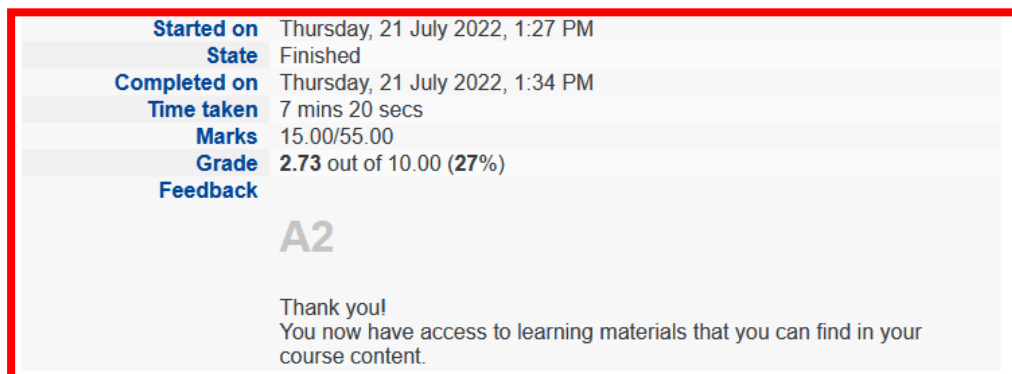 Started on Thursday, 21 July 2022, 1:27 PM
State Finished
Completed on Thursday, 21 July 2022, 1:34 PM
Time taken 7 mins 20 secs
Marks 15.00/55.00
Grade 2.73 out of 10.00 (27%)
Feedback
A2
Thank you!
You now have access to learning materials that you can find in your
course content.